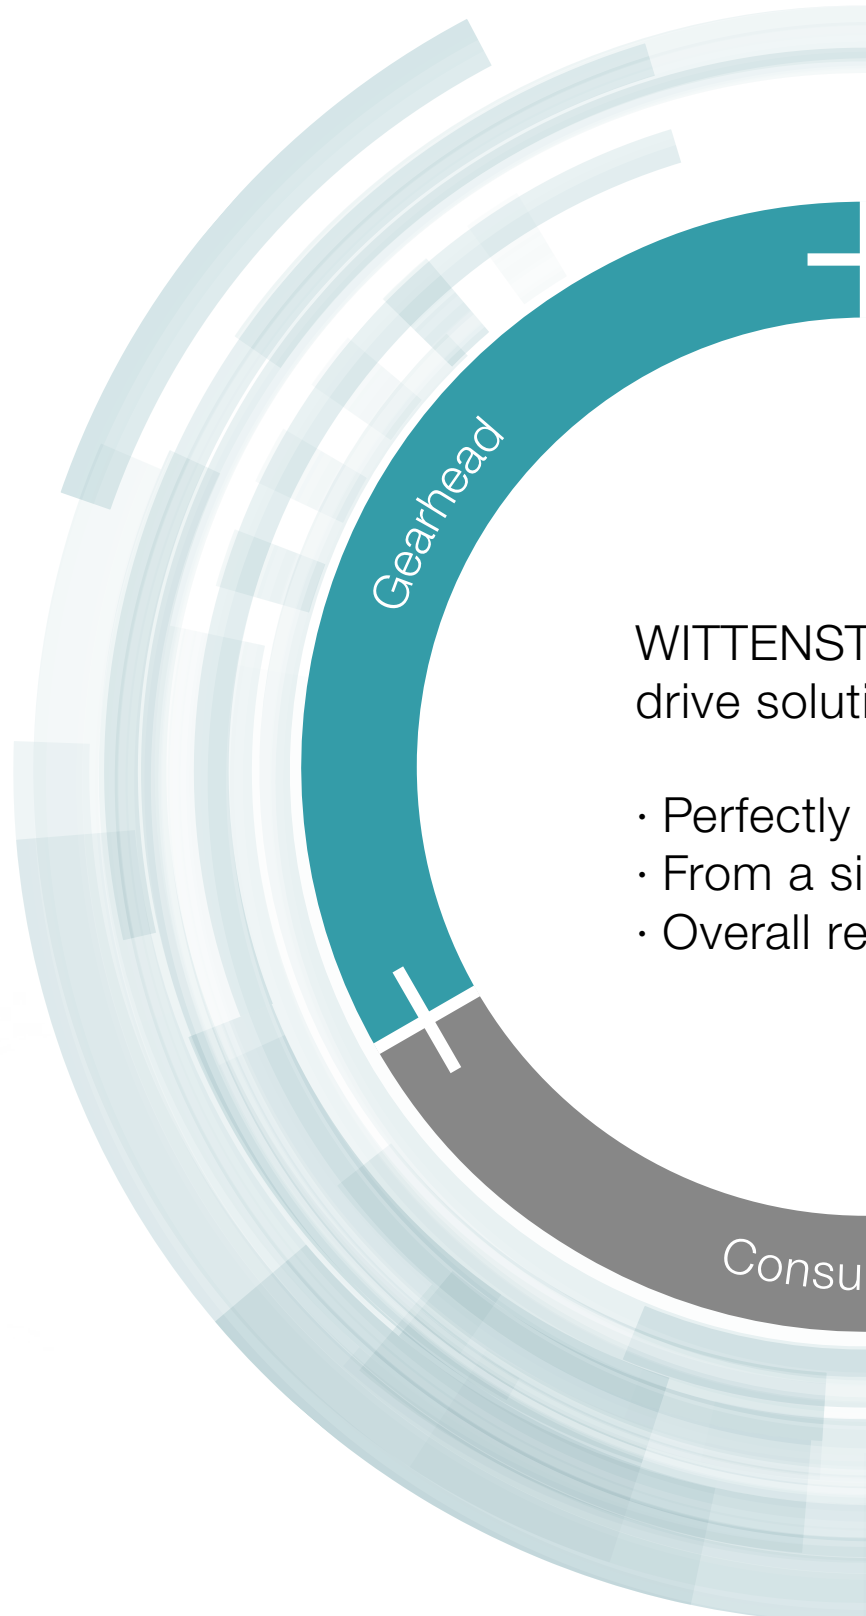 Gearhead
WITTENST
drive soluti
· Perfectly
· From a si
· Overall re
Consu